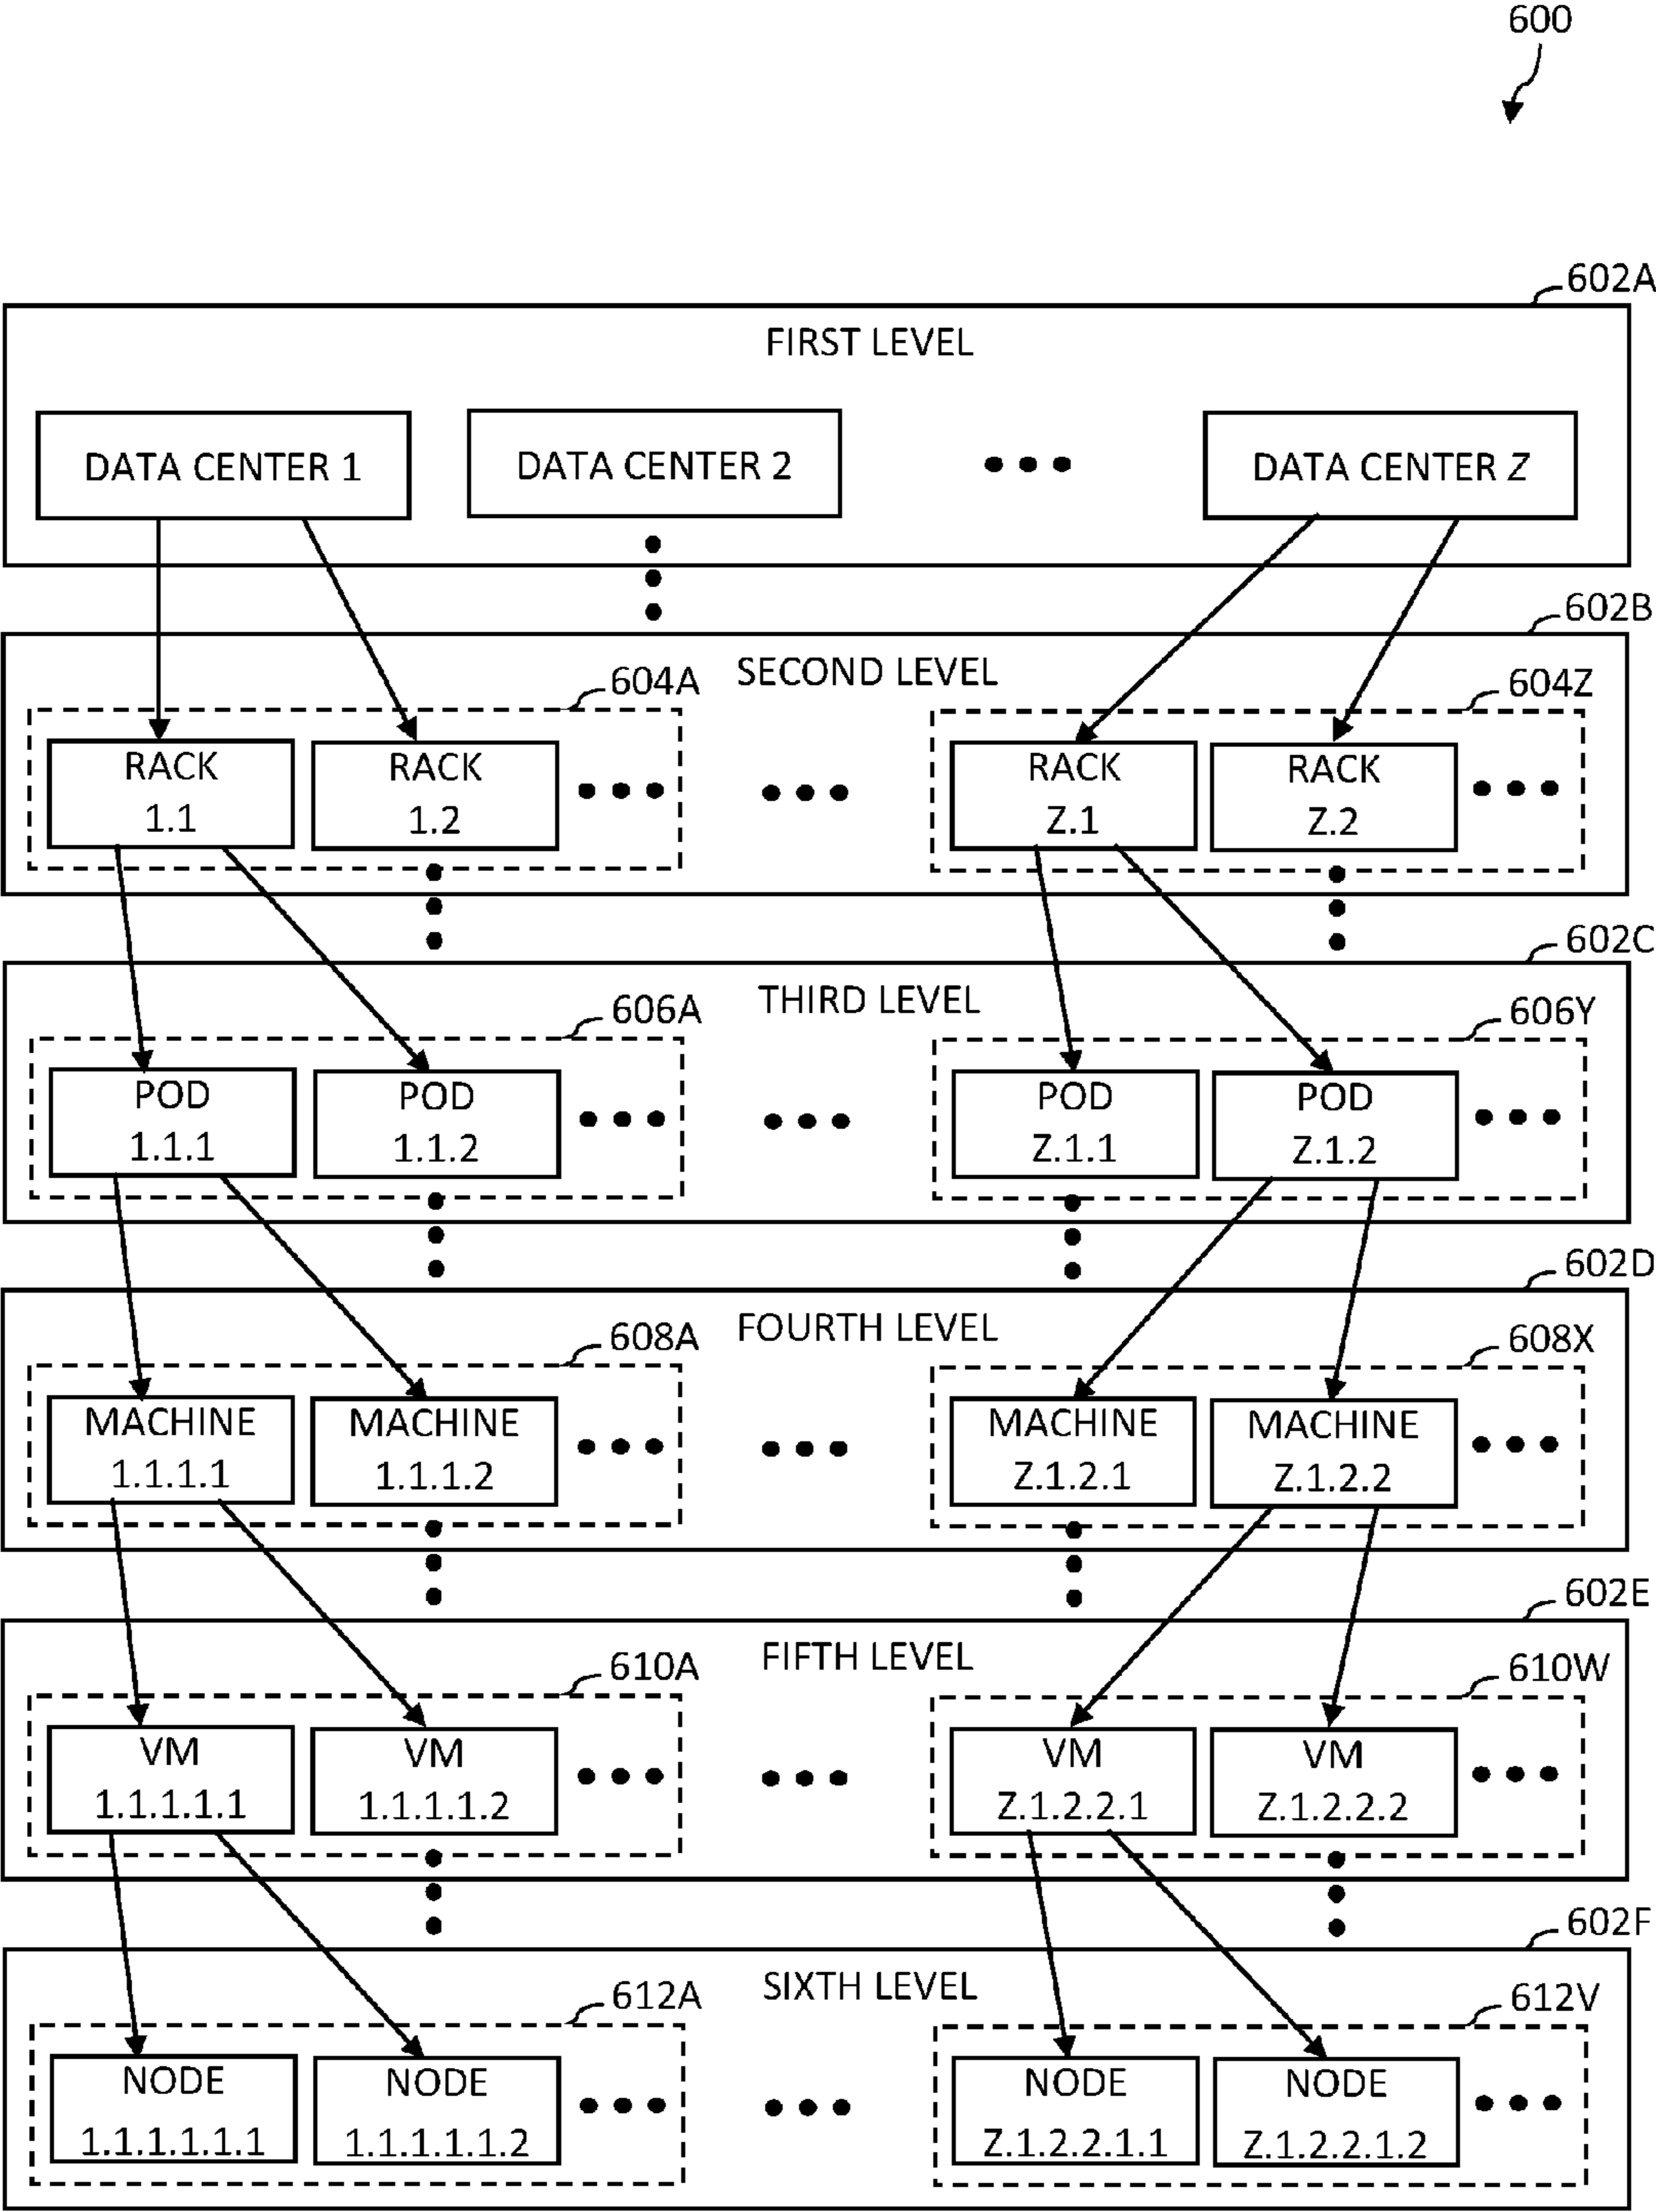 600
602A
FIRST LEVEL
DATA CENTER 1
DATA CENTER 2
DATA CENTER Z
602B
SECOND LEVEL
604A
604Z
RACK
1.1
RACK
1.2
RACK
Z.1
RACK
Z.2
602C
THIRD LEVEL
606A
606Y
POD
1.1.1
POD
1.1.2
POD
Z.1.1
POD
Z.1.2
602D
FOURTH LEVEL
608A
608X
MACHINE
1.1.1.1
MACHINE
1.1.1.2
MACHINE
Z.1.2.1
MACHINE
Z.1.2.2
602E
FIFTH LEVEL
610A
610W
VM
1.1.1.1.1
VM
1.1.1.1.2
VM
Z.1.2.2.1
VM
Z.1.2.2.2
602F
SIXTH LEVEL
612A
612V
NODE
1.1.1.1.1.1
NODE
1.1.1.1.1.2
NODE
Z.1.2.2.1.1
NODE
Z.1.2.2.1.2